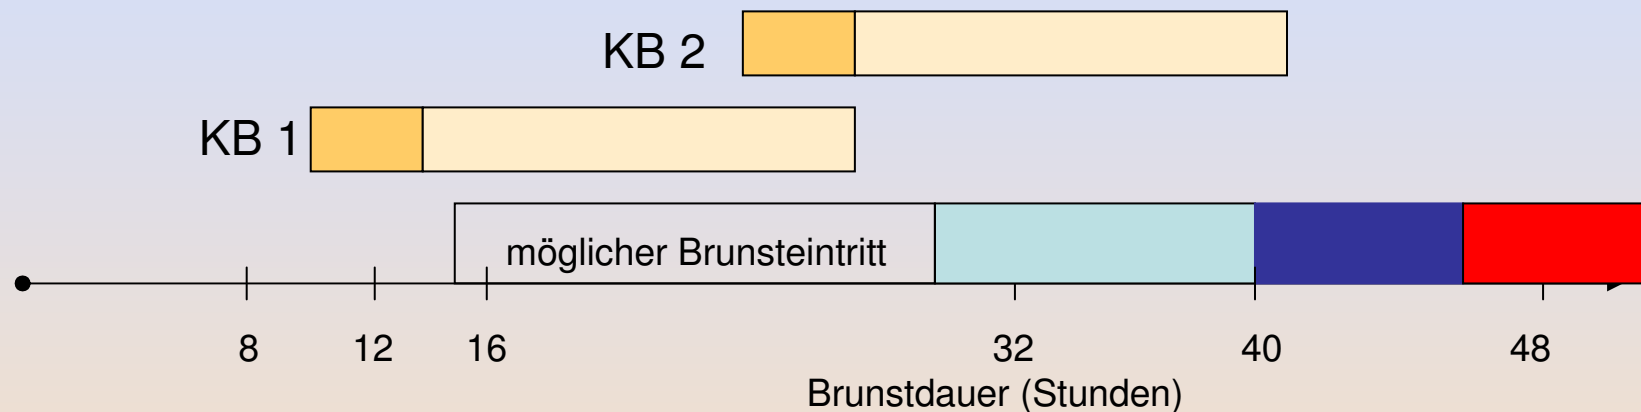 KB 2
KB 1
möglicher Brunsteintritt
8 12 16 32 40 48
Brunstdauer (Stunden)